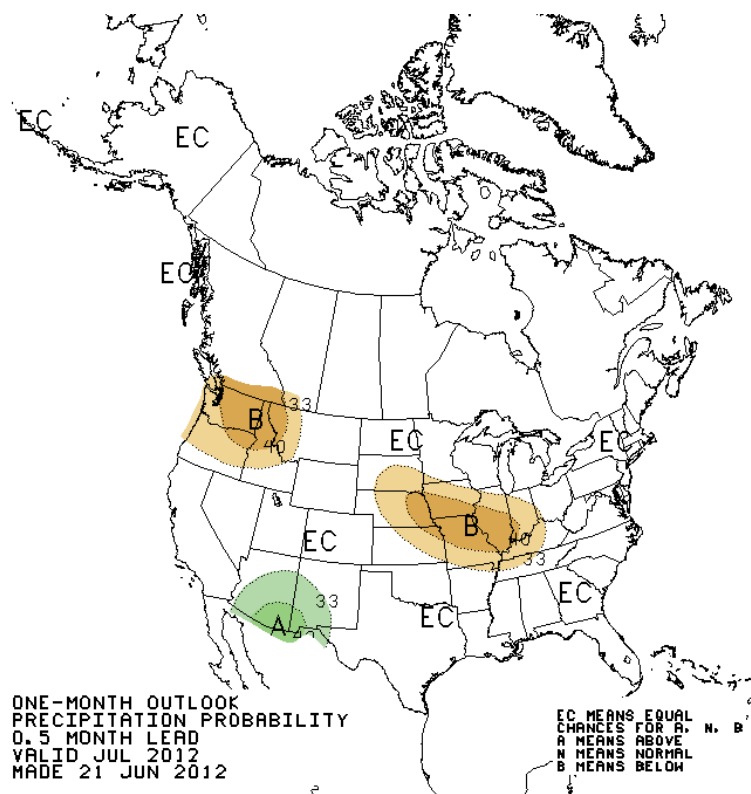 EC
EC
EC
33
B
40
EC
EC
B
40
33
EC
33
A
EC
EC
ONE-MONTH OUTLOOK
PRECIPITATION PROBABILITY
0.5 MONTH LEAD
VALID JUL 2012
MADE 21 JUN 2012
EC MEANS EQUAL
CHANCES FOR A, N, B
A MEANS ABOVE
N MEANS NORMAL
B MEANS BELOW